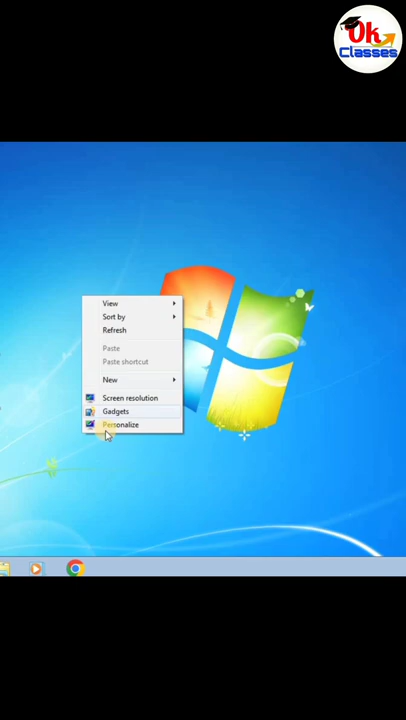 Ok
Classes
View
Sort by
Refresh
Paste
Paste shortcut
New
Screen resolution
Gadgets
Personalize